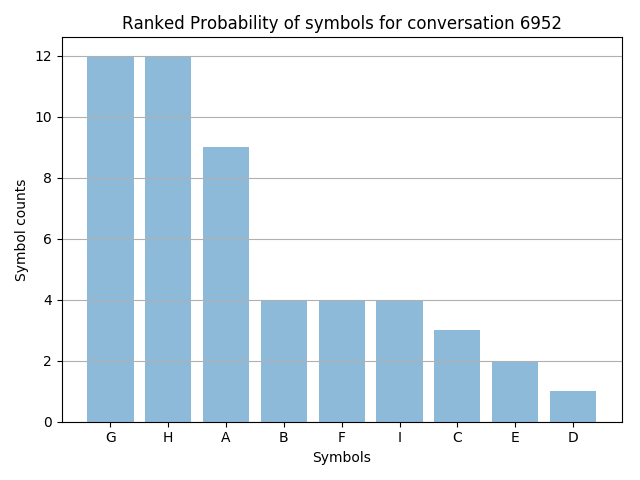 Ranked Probability of symbols for conversation 6952
Symbol counts
12
10
8
6
4
2
0
G H A B F I C E D
Symbols